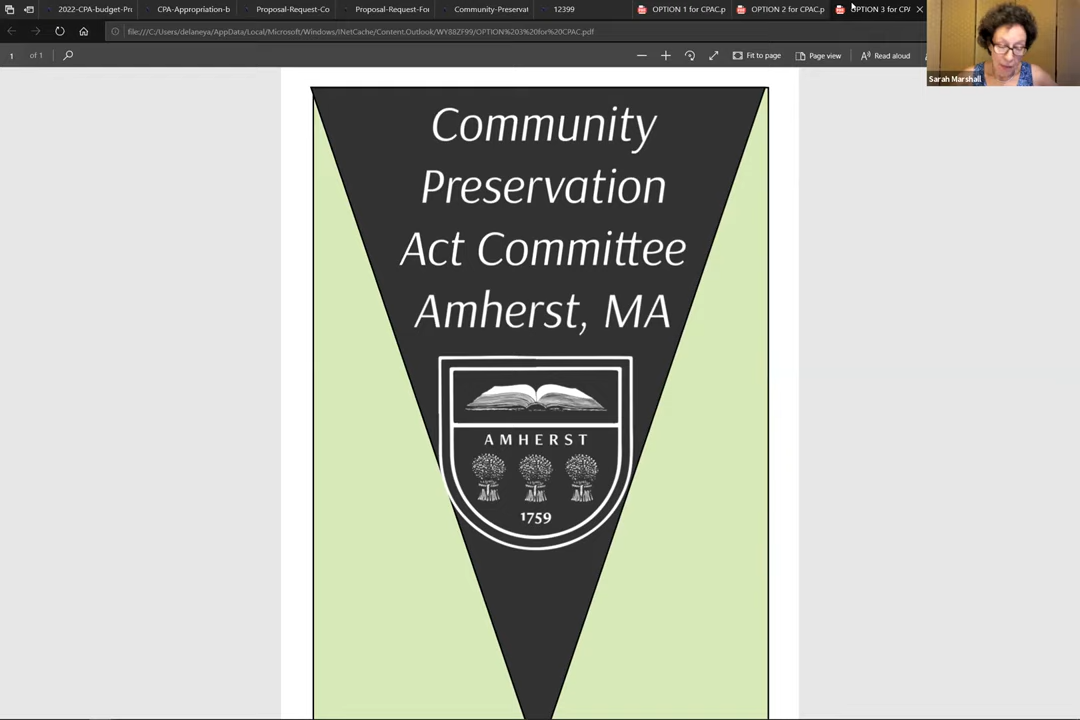 2022-CPA-budget-Pr
CPA-Appropriation-b
Proposal-Request-Co
Proposal-Request-For
Community-Preservat
12399
OPTION 1 for CPAC.p
OPTION 2 for CPAC.p
OPTION 3 for CPA
file:///C:/Users/delaneya/AppData/Local/Microsoft/Windows/INetCache/Content.Outlook/WY88ZF99/OPTION%203%20for%20CPAC.pdf
1 of 1
Fit to page
Page view
Read aloud
Sarah Marshall
Community
Preservation
Act Committee
Amherst, MA
AMHERST
1759